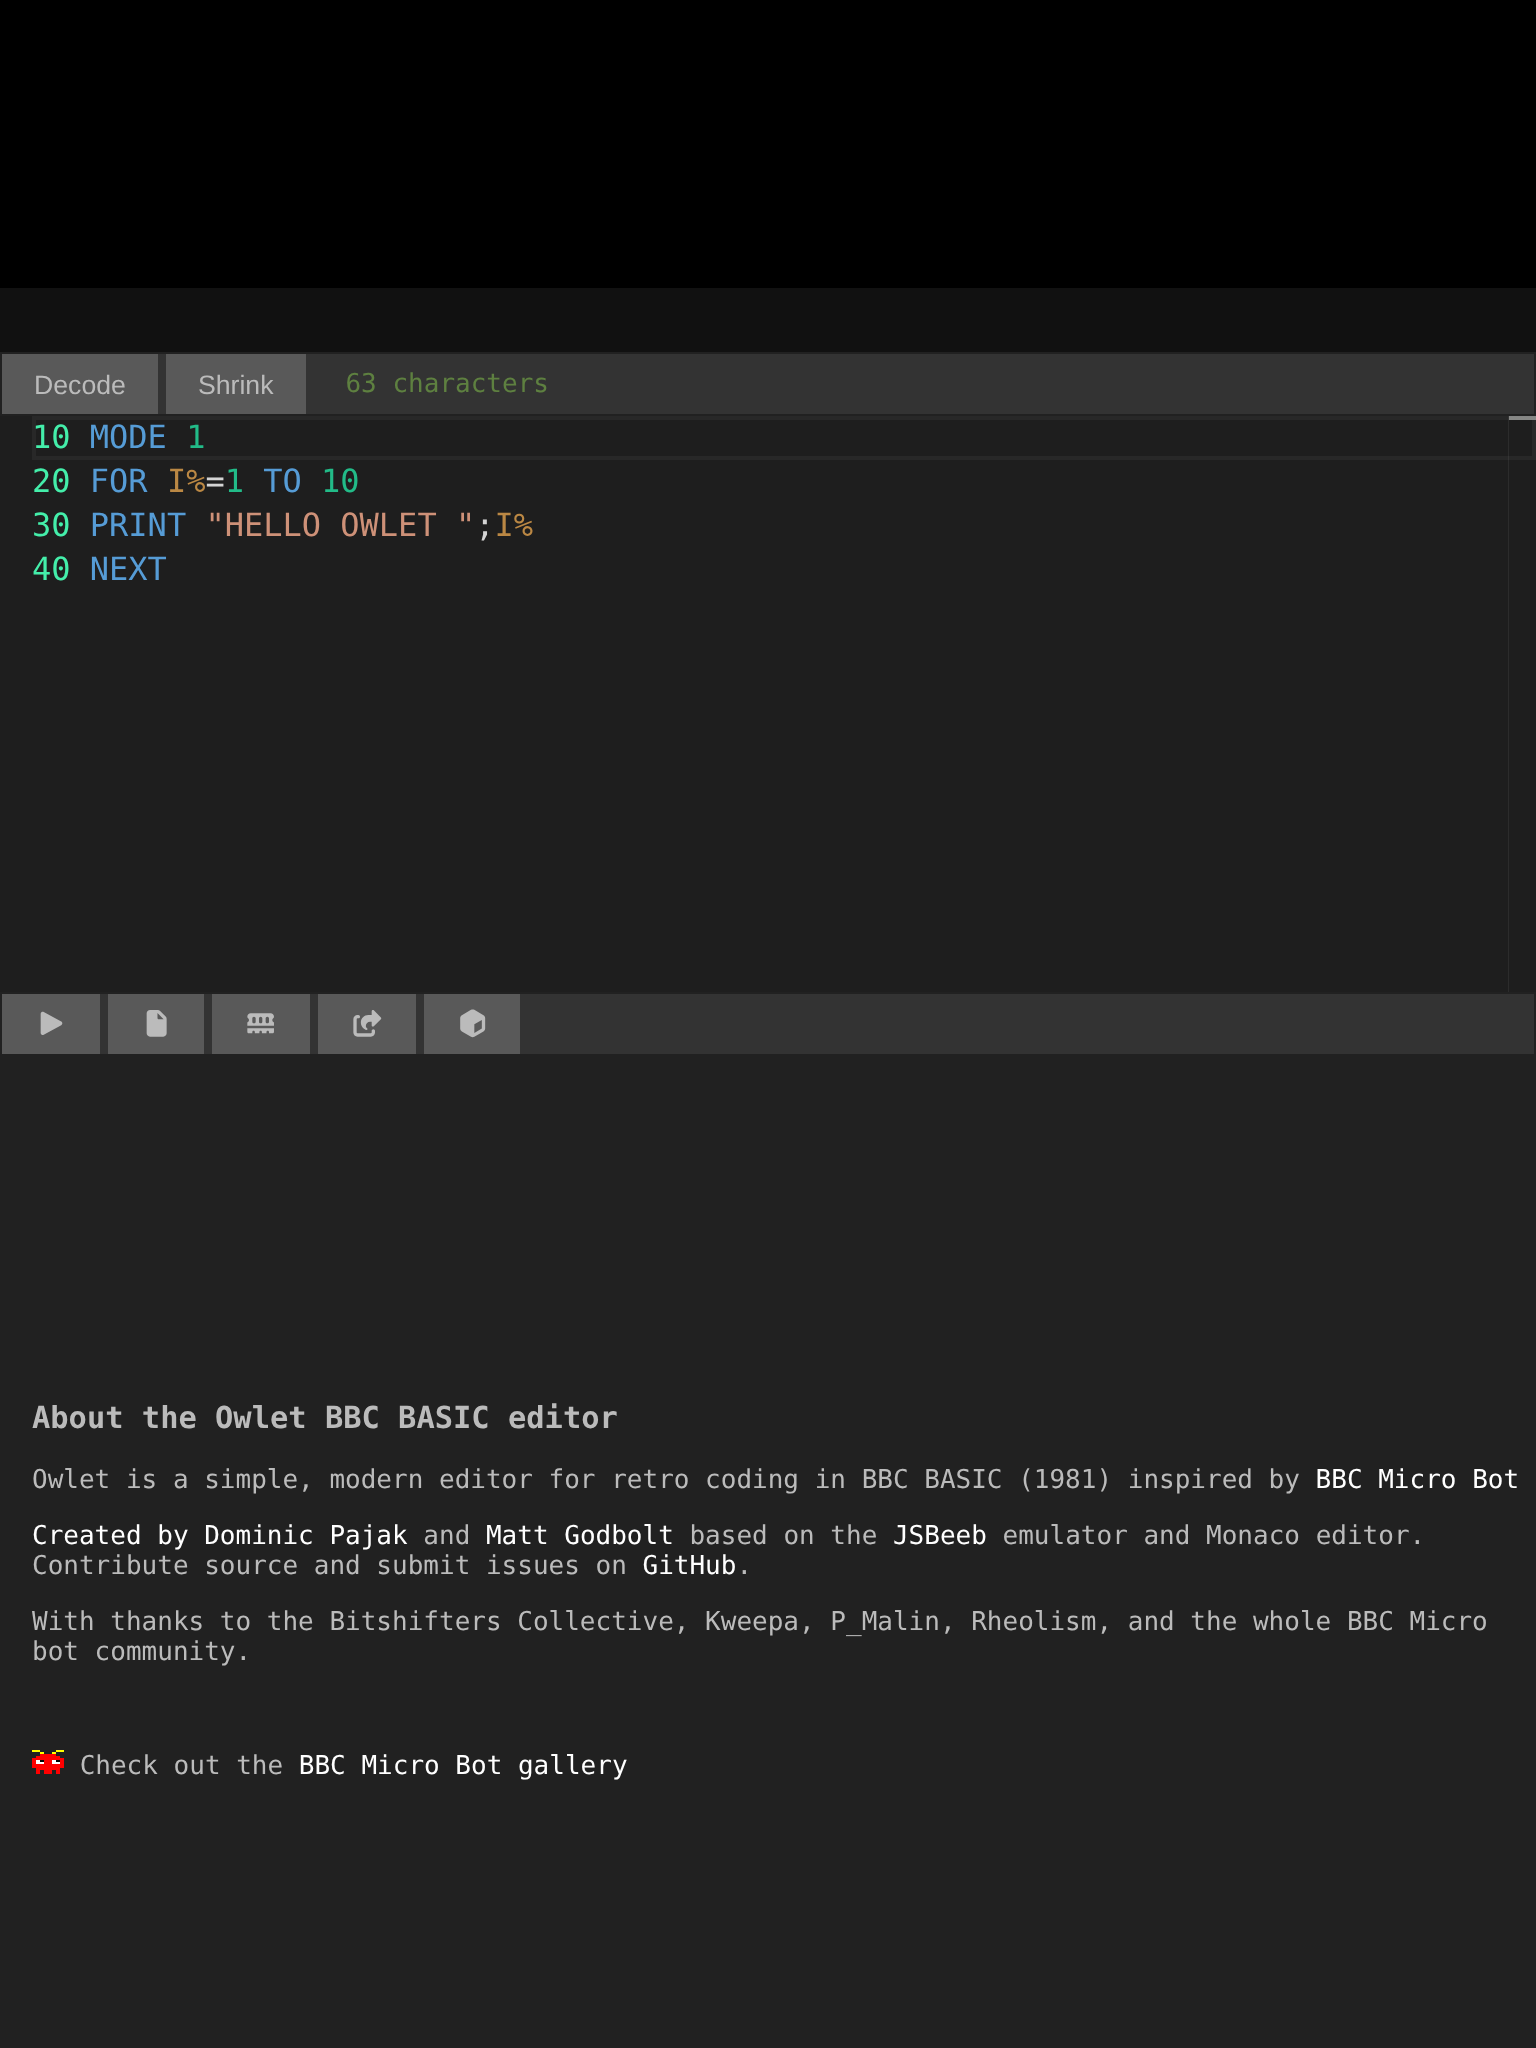 Decode Shrink 63 characters
10 MODE 1
20 FOR I%=1 TO 10
30 PRINT "HELLO OWLET ";I%
40 NEXT
About the Owlet BBC BASIC editor
Owlet is a simple, modern editor for retro coding in BBC BASIC (1981) inspired by BBC Micro Bot
Created by Dominic Pajak and Matt Godbolt based on the JSBeeb emulator and Monaco editor.
Contribute source and submit issues on GitHub.
With thanks to the Bitshifters Collective, Kweepa, P_Malin, Rheolism, and the whole BBC Micro
bot community.
Check out the BBC Micro Bot gallery